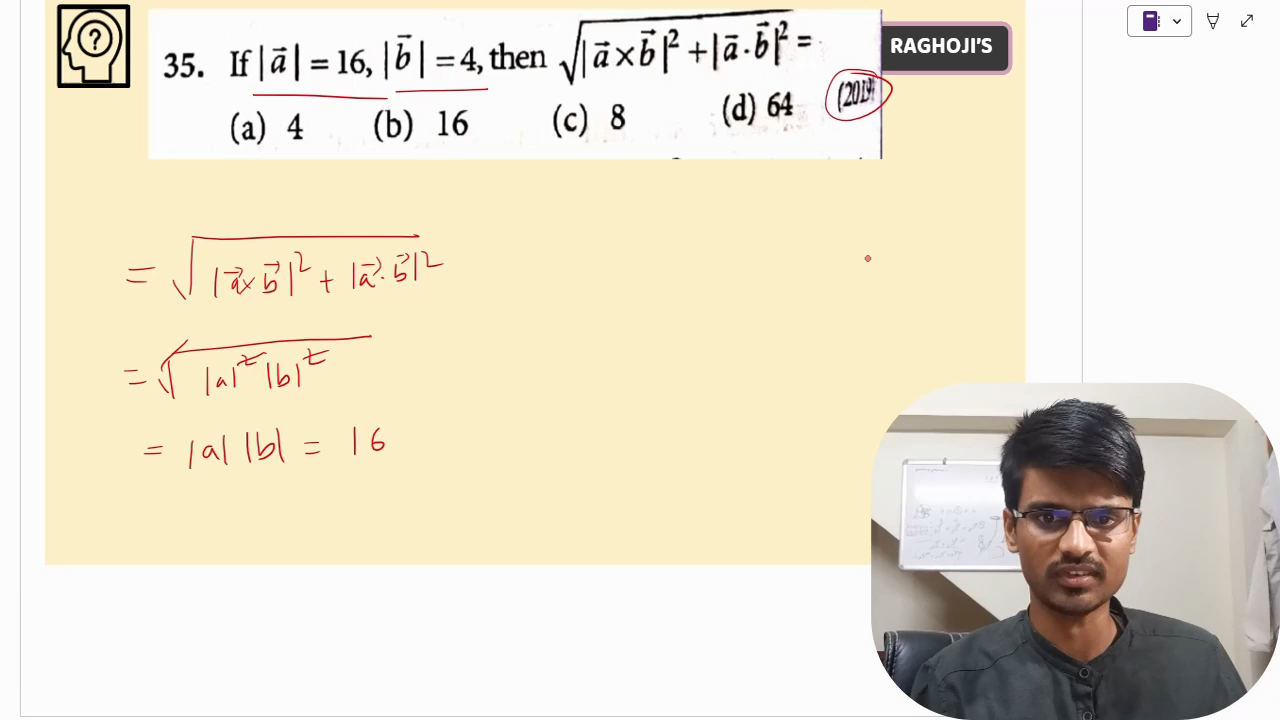 35. If |a⃗| = 16, |b⃗| = 4, then √(|a⃗ × b⃗|² + |a⃗ · b⃗|²) =
RAGHOJI'S
(2019)
(a) 4 (b) 16 (c) 8 (d) 64
= √(|a⃗ × b⃗|² + |a⃗ · b⃗|²)
= √(|a|² |b|²)
= |a| |b| = 16